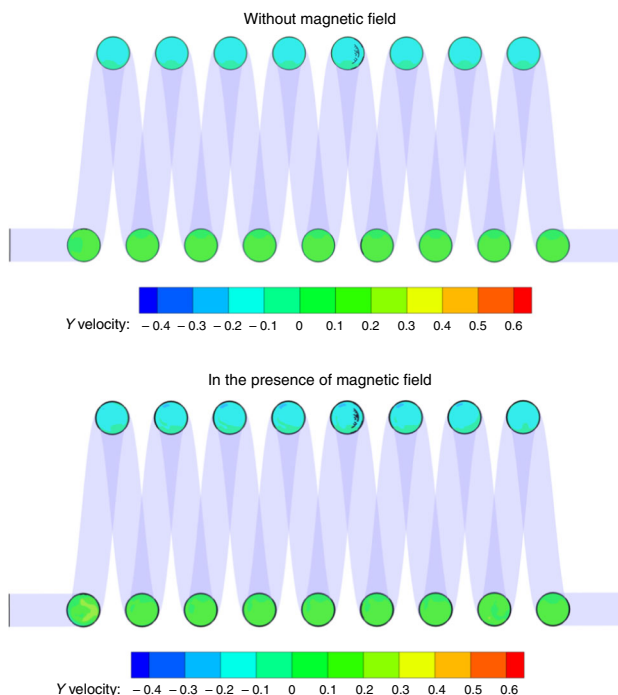 Without magnetic field
Y velocity: – 0.4 – 0.3 – 0.2 – 0.1 0 0.1 0.2 0.3 0.4 0.5 0.6
In the presence of magnetic field
Y velocity: – 0.4 – 0.3 – 0.2 – 0.1 0 0.1 0.2 0.3 0.4 0.5 0.6